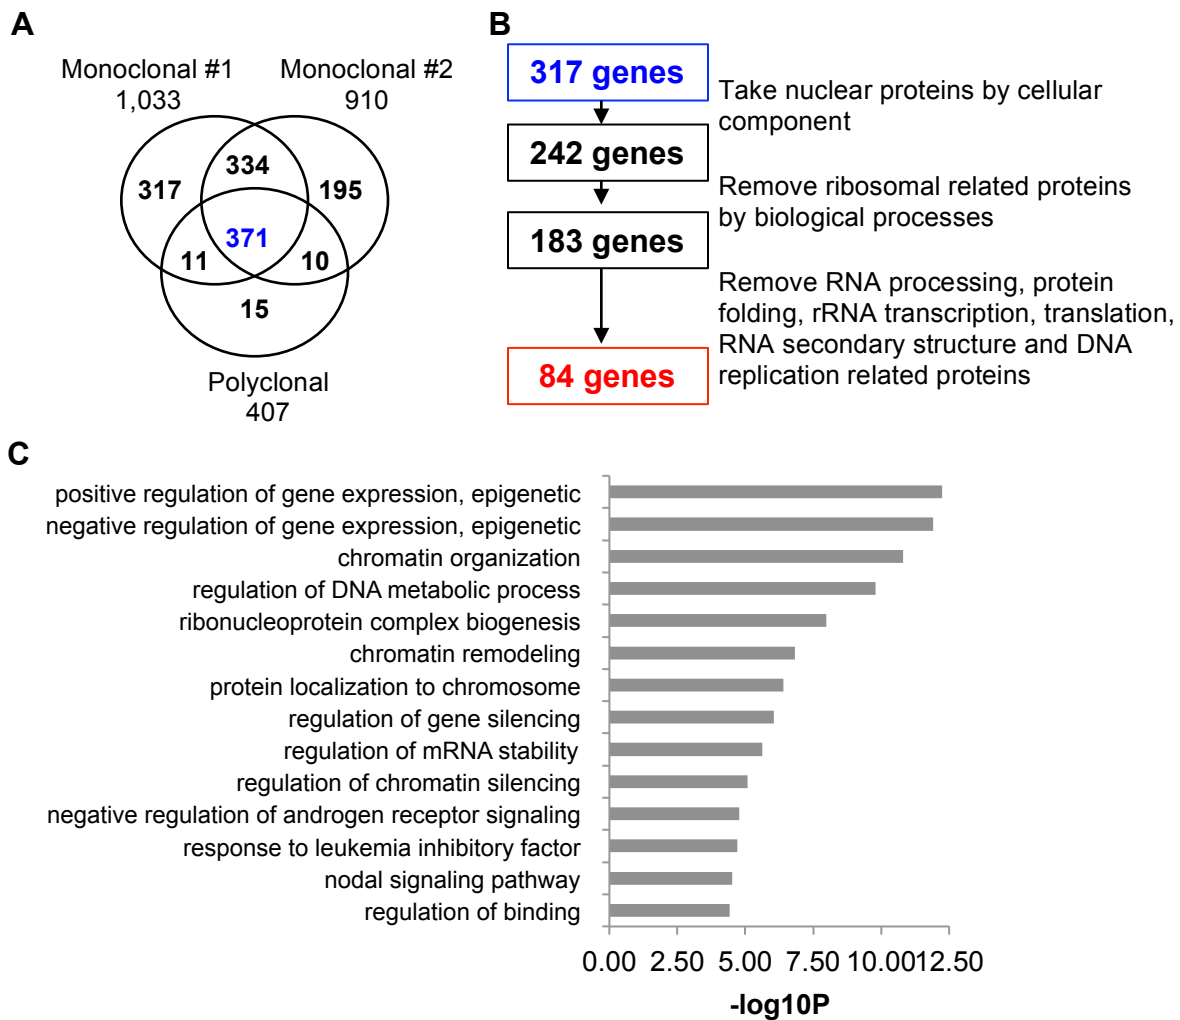 A
Monoclonal #1
1,033
Monoclonal #2
910
317
334
195
371
11
10
15
Polyclonal
407
B
317 genes
Take nuclear proteins by cellular
component
242 genes
Remove ribosomal related proteins
by biological processes
183 genes
Remove RNA processing, protein
folding, rRNA transcription, translation,
RNA secondary structure and DNA
replication related proteins
84 genes
C
positive regulation of gene expression, epigenetic
negative regulation of gene expression, epigenetic
chromatin organization
regulation of DNA metabolic process
ribonucleoprotein complex biogenesis
chromatin remodeling
protein localization to chromosome
regulation of gene silencing
regulation of mRNA stability
regulation of chromatin silencing
negative regulation of androgen receptor signaling
response to leukemia inhibitory factor
nodal signaling pathway
regulation of binding
0.00 2.50 5.00 7.50 10.00 12.50
-log10P